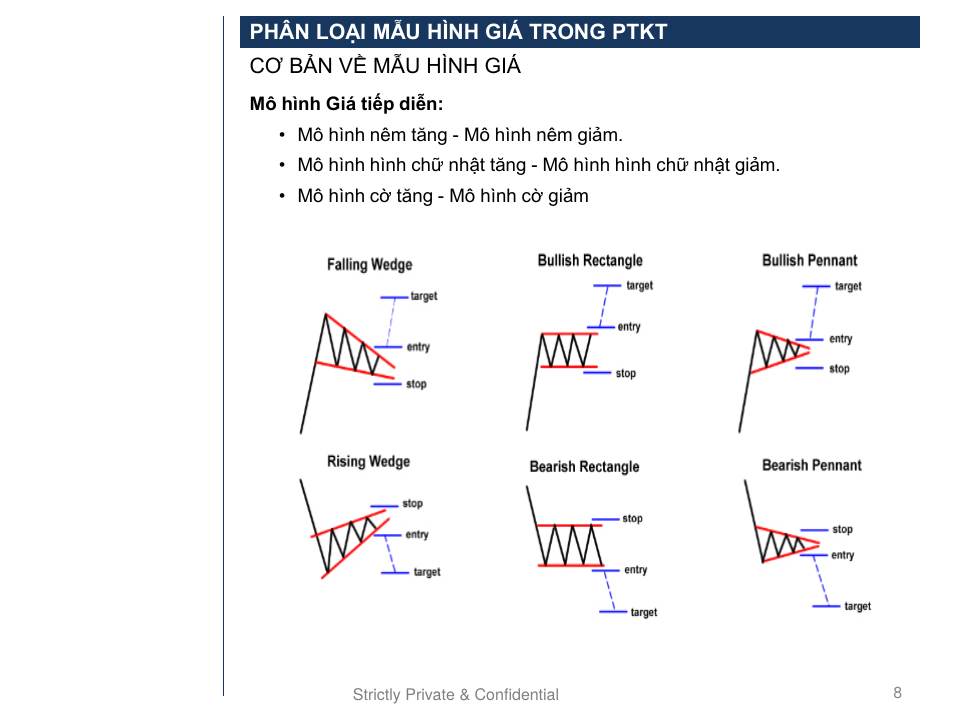 PHÂN LOẠI MẪU HÌNH GIÁ TRONG PTKT
CƠ BẢN VỀ MẪU HÌNH GIÁ
Mô hình Giá tiếp diễn:
• Mô hình nêm tăng - Mô hình nêm giảm.
• Mô hình hình chữ nhật tăng - Mô hình hình chữ nhật giảm.
• Mô hình cờ tăng - Mô hình cờ giảm
Falling Wedge
target
entry
stop
Bullish Rectangle
target
entry
stop
Bullish Pennant
target
entry
stop
Rising Wedge
stop
entry
target
Bearish Rectangle
stop
entry
target
Bearish Pennant
stop
entry
target
Strictly Private & Confidential
8